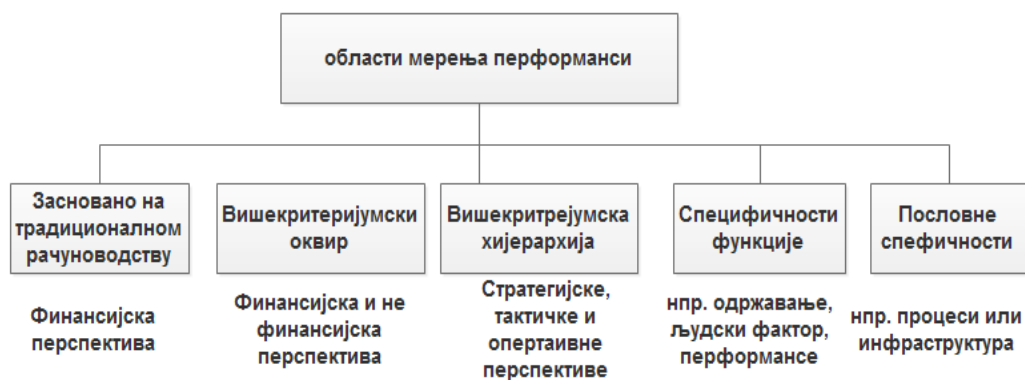 области мерења перформанси
Засновано на
традиционалном
рачуноводству
Вишекритеријумски
оквир
Вишекритрејумска
хијерархија
Специфичности
функције
Пословне
спефичности
Финансијска
перспектива
Финансијска и не
финансијска
перспектива
Стратегијске,
тактичке и
опертаивне
перспективе
нпр. одржавање,
људски фактор,
перформансе
нпр. процеси или
инфраструктура